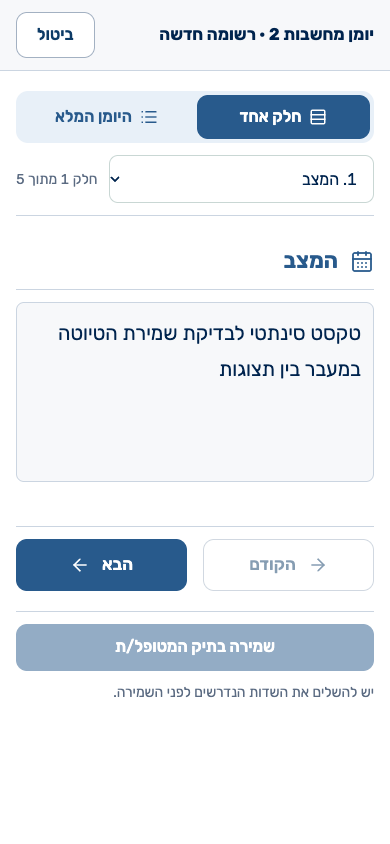 יומן מחשבות 2 • רשומה חדשה
ביטול
חלק אחד
היומן המלא
1. המצב
חלק 1 מתוך 5
המצב
טקסט סינתטי לבדיקת שמירת הטיוטה
במעבר בין תצוגות
הקודם
הבא
שמירה בתיק המטופל/ת
יש להשלים את השדות הנדרשים לפני השמירה.